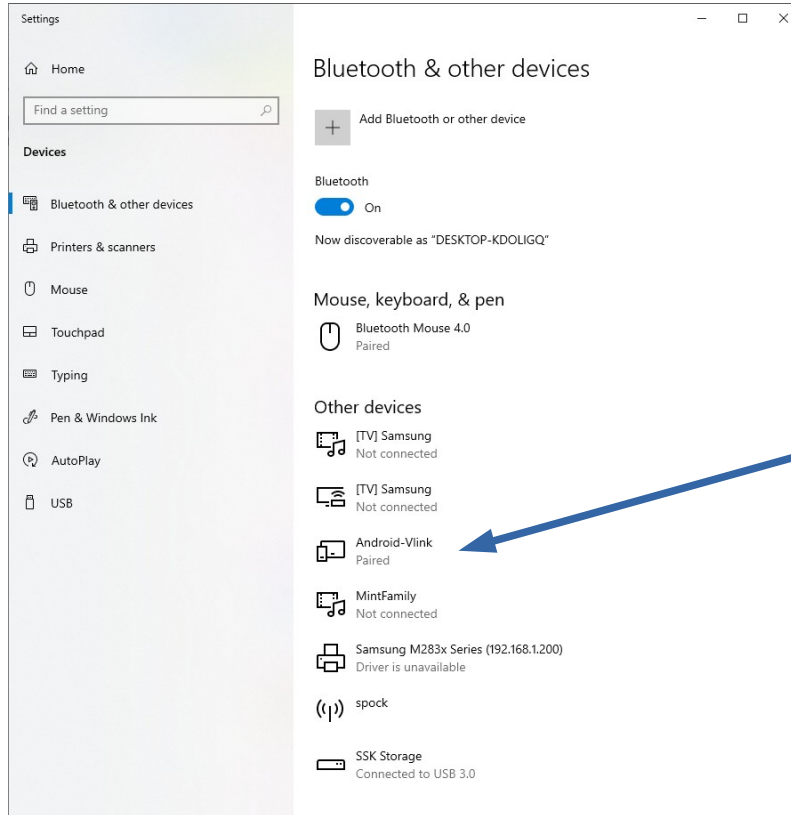 Settings
Home
Find a setting
Devices
Bluetooth & other devices
Printers & scanners
Mouse
Touchpad
Typing
Pen & Windows Ink
AutoPlay
USB
Bluetooth & other devices
Add Bluetooth or other device
Bluetooth
On
Now discoverable as "DESKTOP-KDOLIGQ"
Mouse, keyboard, & pen
Bluetooth Mouse 4.0
Paired
Other devices
[TV] Samsung
Not connected
[TV] Samsung
Not connected
Android-Vlink
Paired
MintFamily
Not connected
Samsung M283x Series (192.168.1.200)
Driver is unavailable
spock
SSK Storage
Connected to USB 3.0